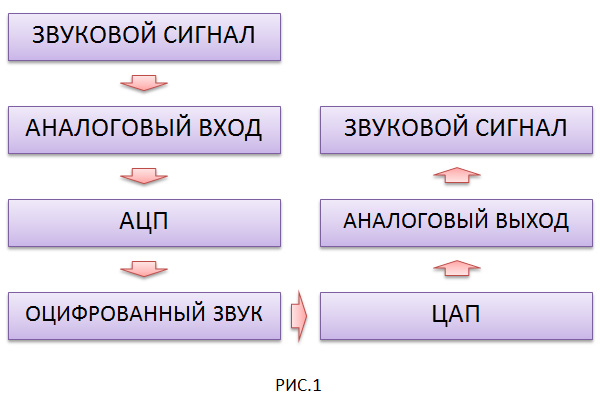 ЗВУКОВОЙ СИГНАЛ
АНАЛОГОВЫЙ ВХОД
АЦП
ОЦИФРОВАННЫЙ ЗВУК
ЦАП
АНАЛОГОВЫЙ ВЫХОД
ЗВУКОВОЙ СИГНАЛ
РИС.1